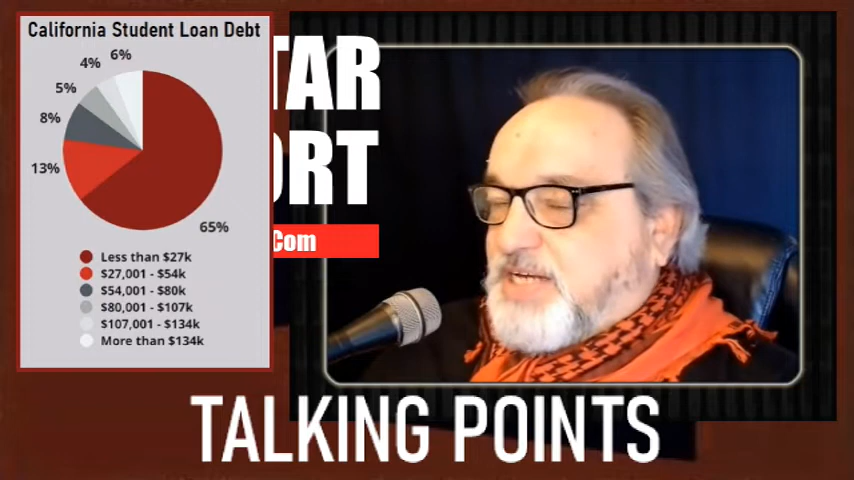 California Student Loan Debt
6%
4%
5%
8%
13%
65%
Less than $27k
$27,001 - $54k
$54,001 - $80k
$80,001 - $107k
$107,001 - $134k
More than $134k
TAR
ORT
Com
TALKING POINTS